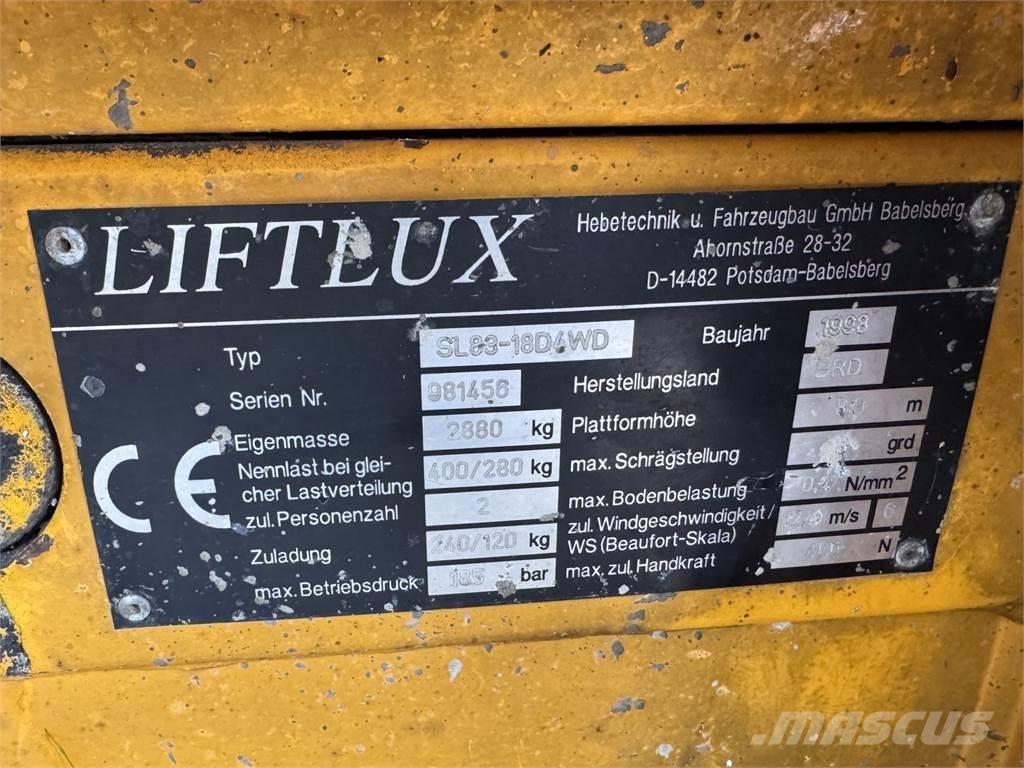 LIFTLUX
Hebetechnik u. Fahrzeugbau GmbH Babelsberg
Ahornstraße 28-32
D-14482 Potsdam-Babelsberg
Typ SL83-18D4WD
Serien Nr. 981456
Eigenmasse 2880 kg
Nennlast bei glei-
cher Lastverteilung 400/280 kg
zul. Personenzahl 2
Zuladung 240/120 kg
max. Betriebsdruck 185 bar
Baujahr 1998
Herstellungsland BRD
Plattformhöhe m
max. Schrägstellung grd
max. Bodenbelastung N/mm2
zul. Windgeschwindigkeit/ m/s 6
WS (Beaufort-Skala)
max. zul. Handkraft 400 N
CE
MASCUS